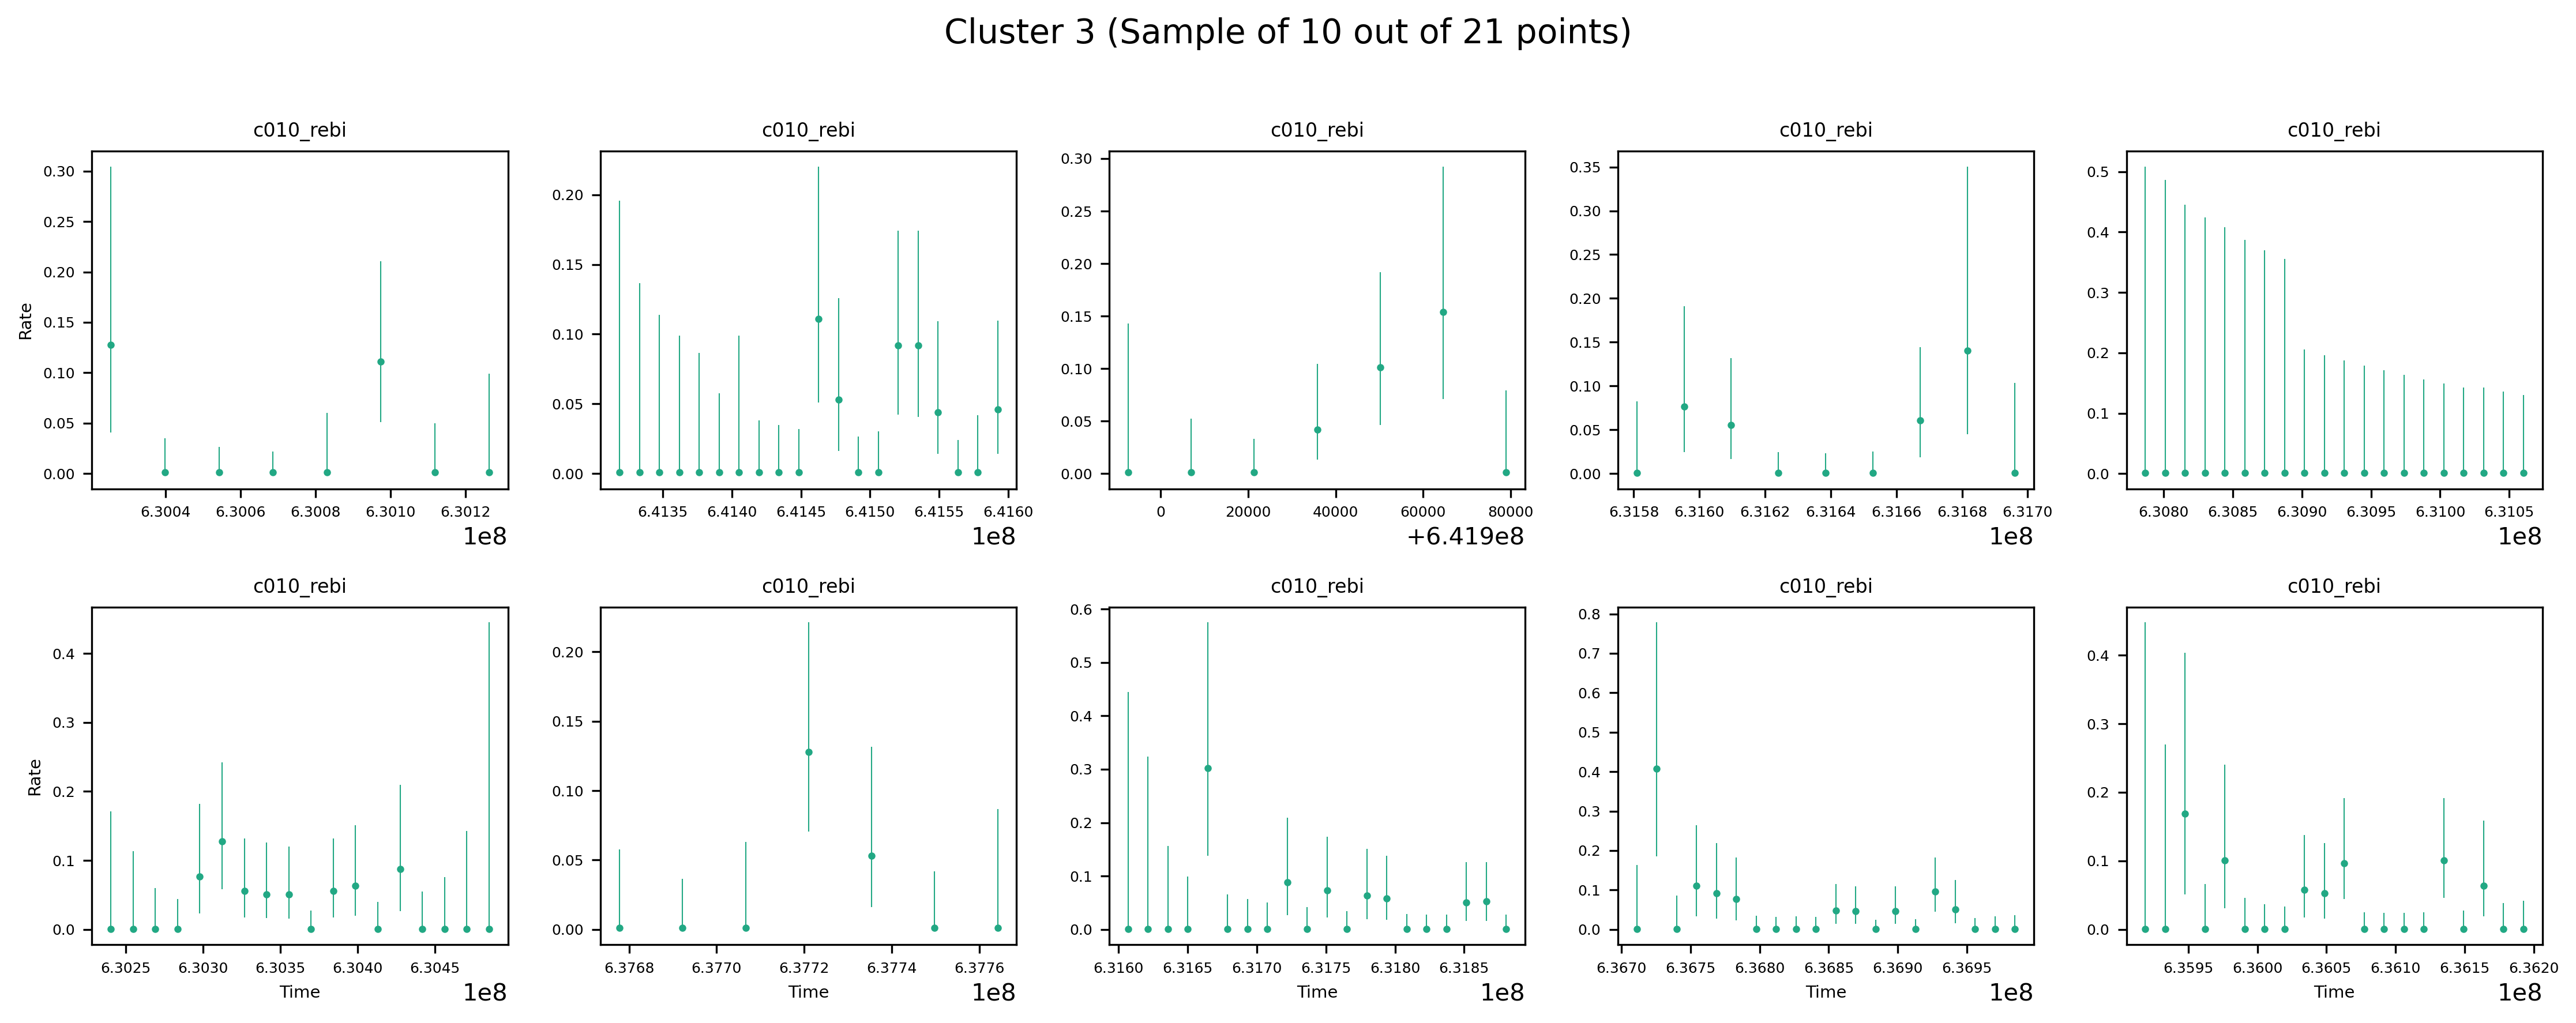 Cluster 3 (Sample of 10 out of 21 points)
c010_rebi c010_rebi c010_rebi c010_rebi c010_rebi
Rate
0.30 0.25 0.20 0.15 0.10 0.05 0.00
6.3004 6.3006 6.3008 6.3010 6.3012
1e8
0.20 0.15 0.10 0.05 0.00
6.4135 6.4140 6.4145 6.4150 6.4155 6.4160
1e8
0.30 0.25 0.20 0.15 0.10 0.05 0.00
0 20000 40000 60000 80000
+6.419e8
0.35 0.30 0.25 0.20 0.15 0.10 0.05 0.00
6.3158 6.3160 6.3162 6.3164 6.3166 6.3168 6.3170
1e8
0.5 0.4 0.3 0.2 0.1 0.0
6.3080 6.3085 6.3090 6.3095 6.3100 6.3105
1e8
c010_rebi c010_rebi c010_rebi c010_rebi c010_rebi
Rate
0.4 0.3 0.2 0.1 0.0
6.3025 6.3030 6.3035 6.3040 6.3045
Time 1e8
0.20 0.15 0.10 0.05 0.00
6.3768 6.3770 6.3772 6.3774 6.3776
Time 1e8
0.6 0.5 0.4 0.3 0.2 0.1 0.0
6.3160 6.3165 6.3170 6.3175 6.3180 6.3185
Time 1e8
0.8 0.7 0.6 0.5 0.4 0.3 0.2 0.1 0.0
6.3670 6.3675 6.3680 6.3685 6.3690 6.3695
Time 1e8
0.4 0.3 0.2 0.1 0.0
6.3595 6.3600 6.3605 6.3610 6.3615 6.3620
Time 1e8